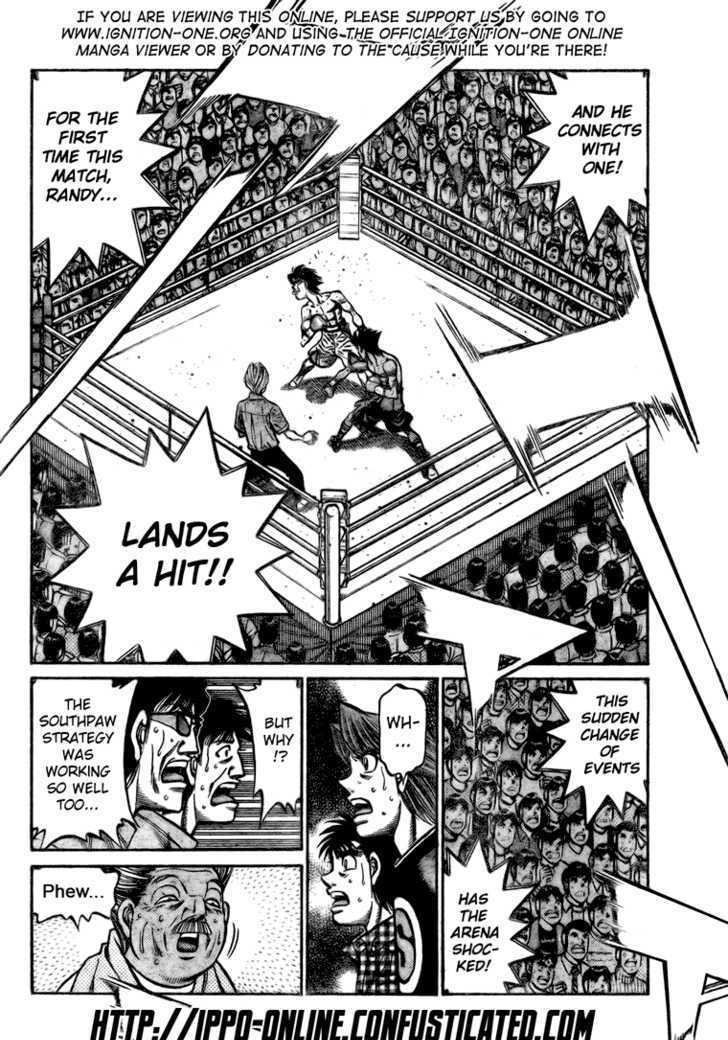 IF YOU ARE VIEWING THIS ONLINE, PLEASE SUPPORT US BY GOING TO
WWW.IGNITION-ONE.ORG AND USING THE OFFICIAL IGNITION-ONE ONLINE
MANGA VIEWER OR BY DONATING TO THE CAUSE WHILE YOU'RE THERE!
AND HE
CONNECTS
WITH
ONE!
FOR THE
FIRST
TIME THIS
MATCH,
RANDY...
LANDS
A HIT!!
THIS
SUDDEN
CHANGE
OF
EVENTS
HAS
THE
ARENA
SHOC-
KED!
WH-
...
BUT
WHY
!?
THE
SOUTHPAW
STRATEGY
WAS
WORKING
SO WELL
TOO...
Phew...
S
HTTP://IPPO-ONLINE.CONFUSTICATED.COM